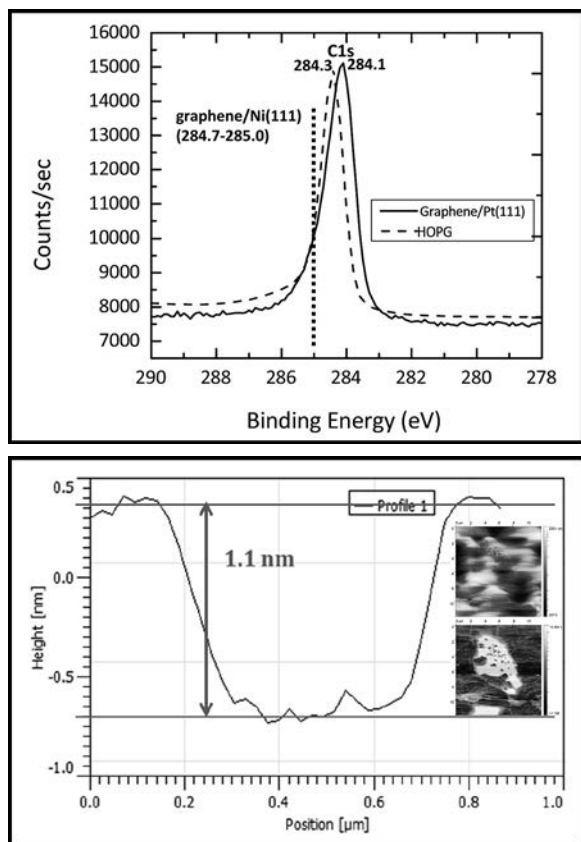 C1s
284.3 284.1
graphene/Ni(111)
(284.7-285.0)
Graphene/Pt(111)
HOPG
Counts/sec
15000
14000
13000
12000
11000
10000
9000
8000
7000
290 288 286 284 282 280 278
Binding Energy (eV)
Profile 1
1.1 nm
Height [nm]
0.5
0.0
-0.5
-1.0
0.0 0.2 0.4 0.6 0.8 1.0
Position [µm]